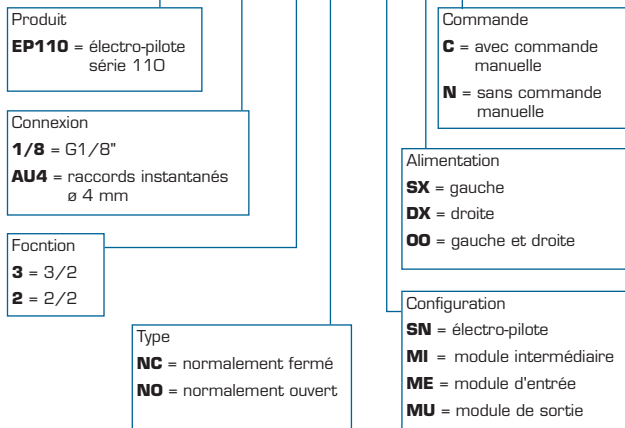 Produit
EP110 = électro-pilote
série 110
Connexion
1/8 = G1/8"
AU4 = raccords instantanés
ø 4 mm
Focntion
3 = 3/2
2 = 2/2
Type
NC = normalement fermé
NO = normalement ouvert
Commande
C = avec commande
manuelle
N = sans commande
manuelle
Alimentation
SX = gauche
DX = droite
00 = gauche et droite
Configuration
SN = électro-pilote
MI = module intermédiaire
ME = module d'entrée
MU = module de sortie